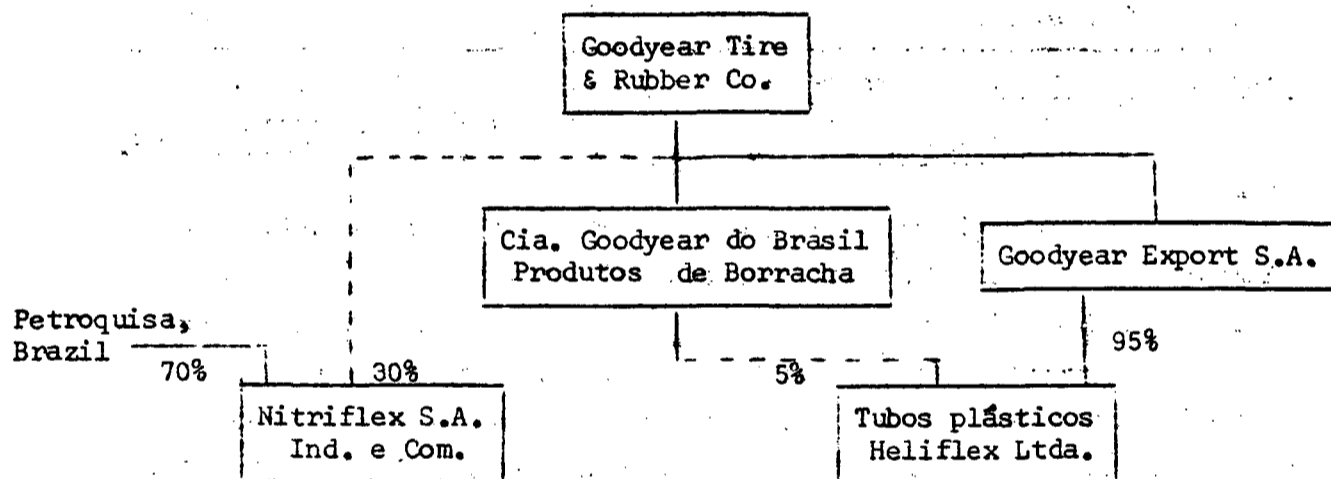 Goodyear Tire
& Rubber Co.
Cia. Goodyear do Brasil
Produtos de Borracha
Goodyear Export S.A.
Petroquisa,
Brazil
70%
30%
5%
95%
Nitriflex S.A.
Ind. e Com.
Tubos plásticos
Heliflex Ltda.